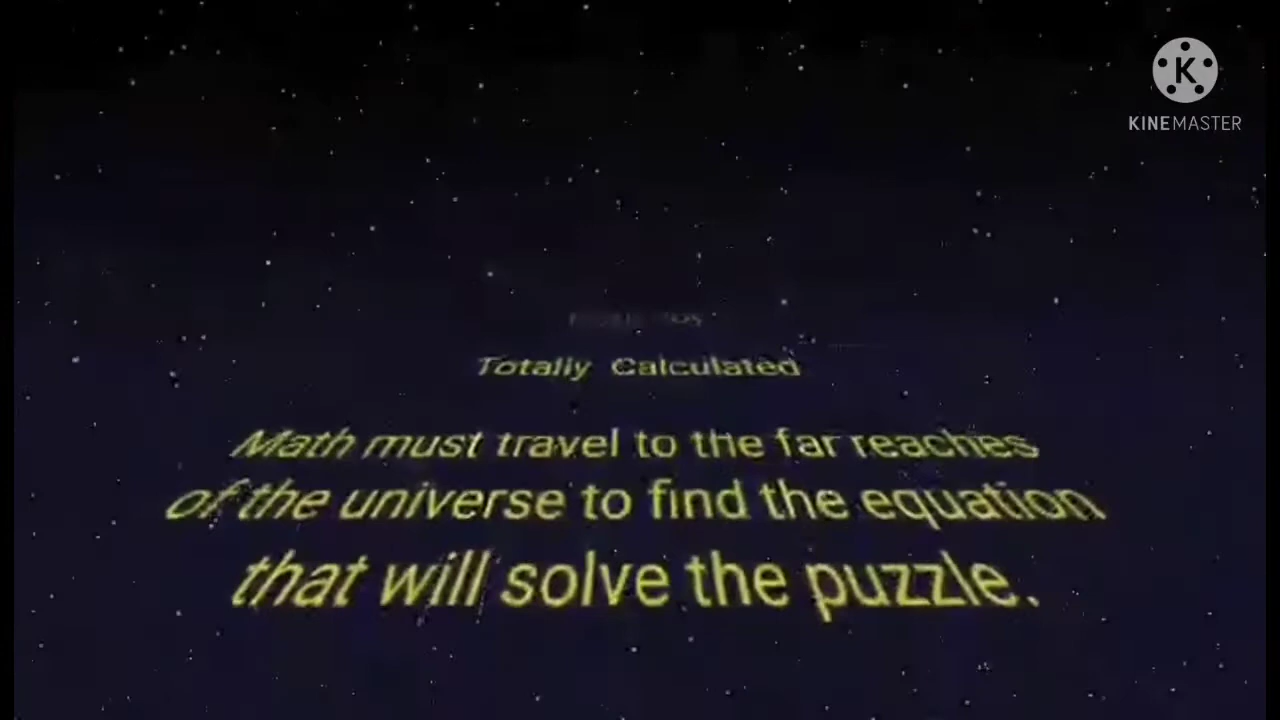 K
KINEMASTER
Totally Calculated
Math must travel to the far reaches
of the universe to find the equation
that will solve the puzzle.